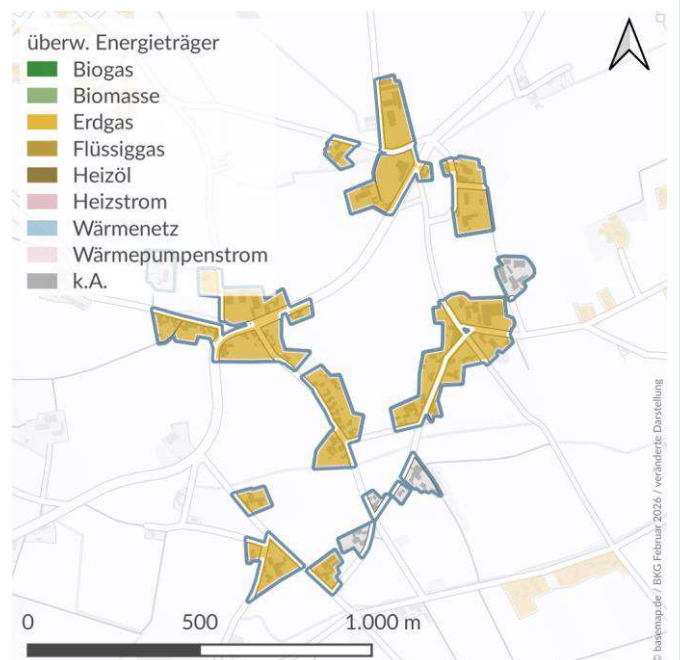 überw. Energieträger
Biogas
Biomasse
Erdgas
Flüssiggas
Heizöl
Heizstrom
Wärmenetz
Wärmepumpenstrom
k.A.
0 500 1.000 m
© basemap.de / BKG Februar 2026 / veränderte Darstellung